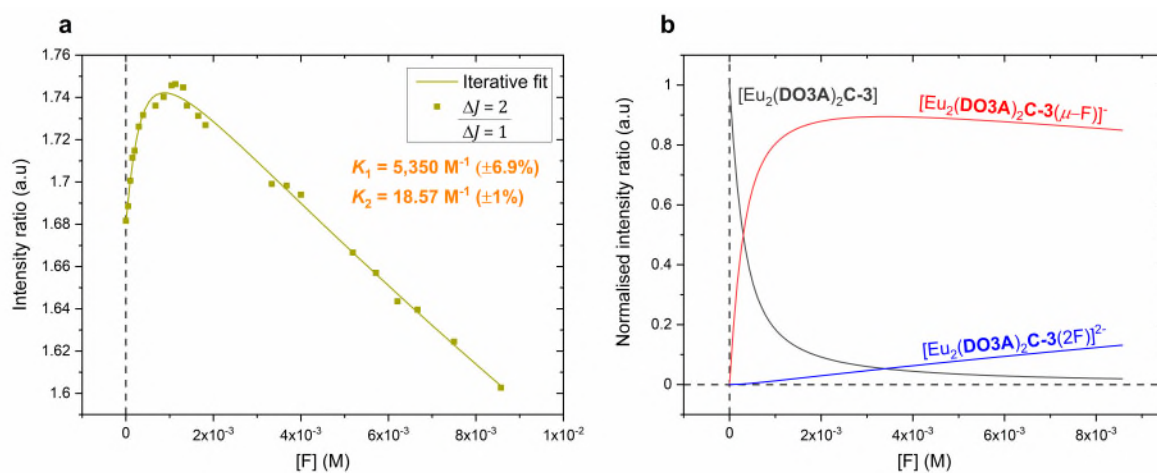 a
Intensity ratio (a.u)
1.76
1.74
1.72
1.7
1.68
1.66
1.64
1.62
1.6
Iterative fit
ΔJ = 2
ΔJ = 1
K₁ = 5,350 M⁻¹ (±6.9%)
K₂ = 18.57 M⁻¹ (±1%)
0
2x10⁻³
4x10⁻³
6x10⁻³
8x10⁻³
1x10⁻²
[F] (M)
b
Normalised intensity ratio (a.u)
1
0.8
0.6
0.4
0.2
0
[Eu₂(DO3A)₂C-3]
[Eu₂(DO3A)₂C-3(μ–F)]⁻
[Eu₂(DO3A)₂C-3(2F)]²⁻
0
2x10⁻³
4x10⁻³
6x10⁻³
8x10⁻³
[F] (M)